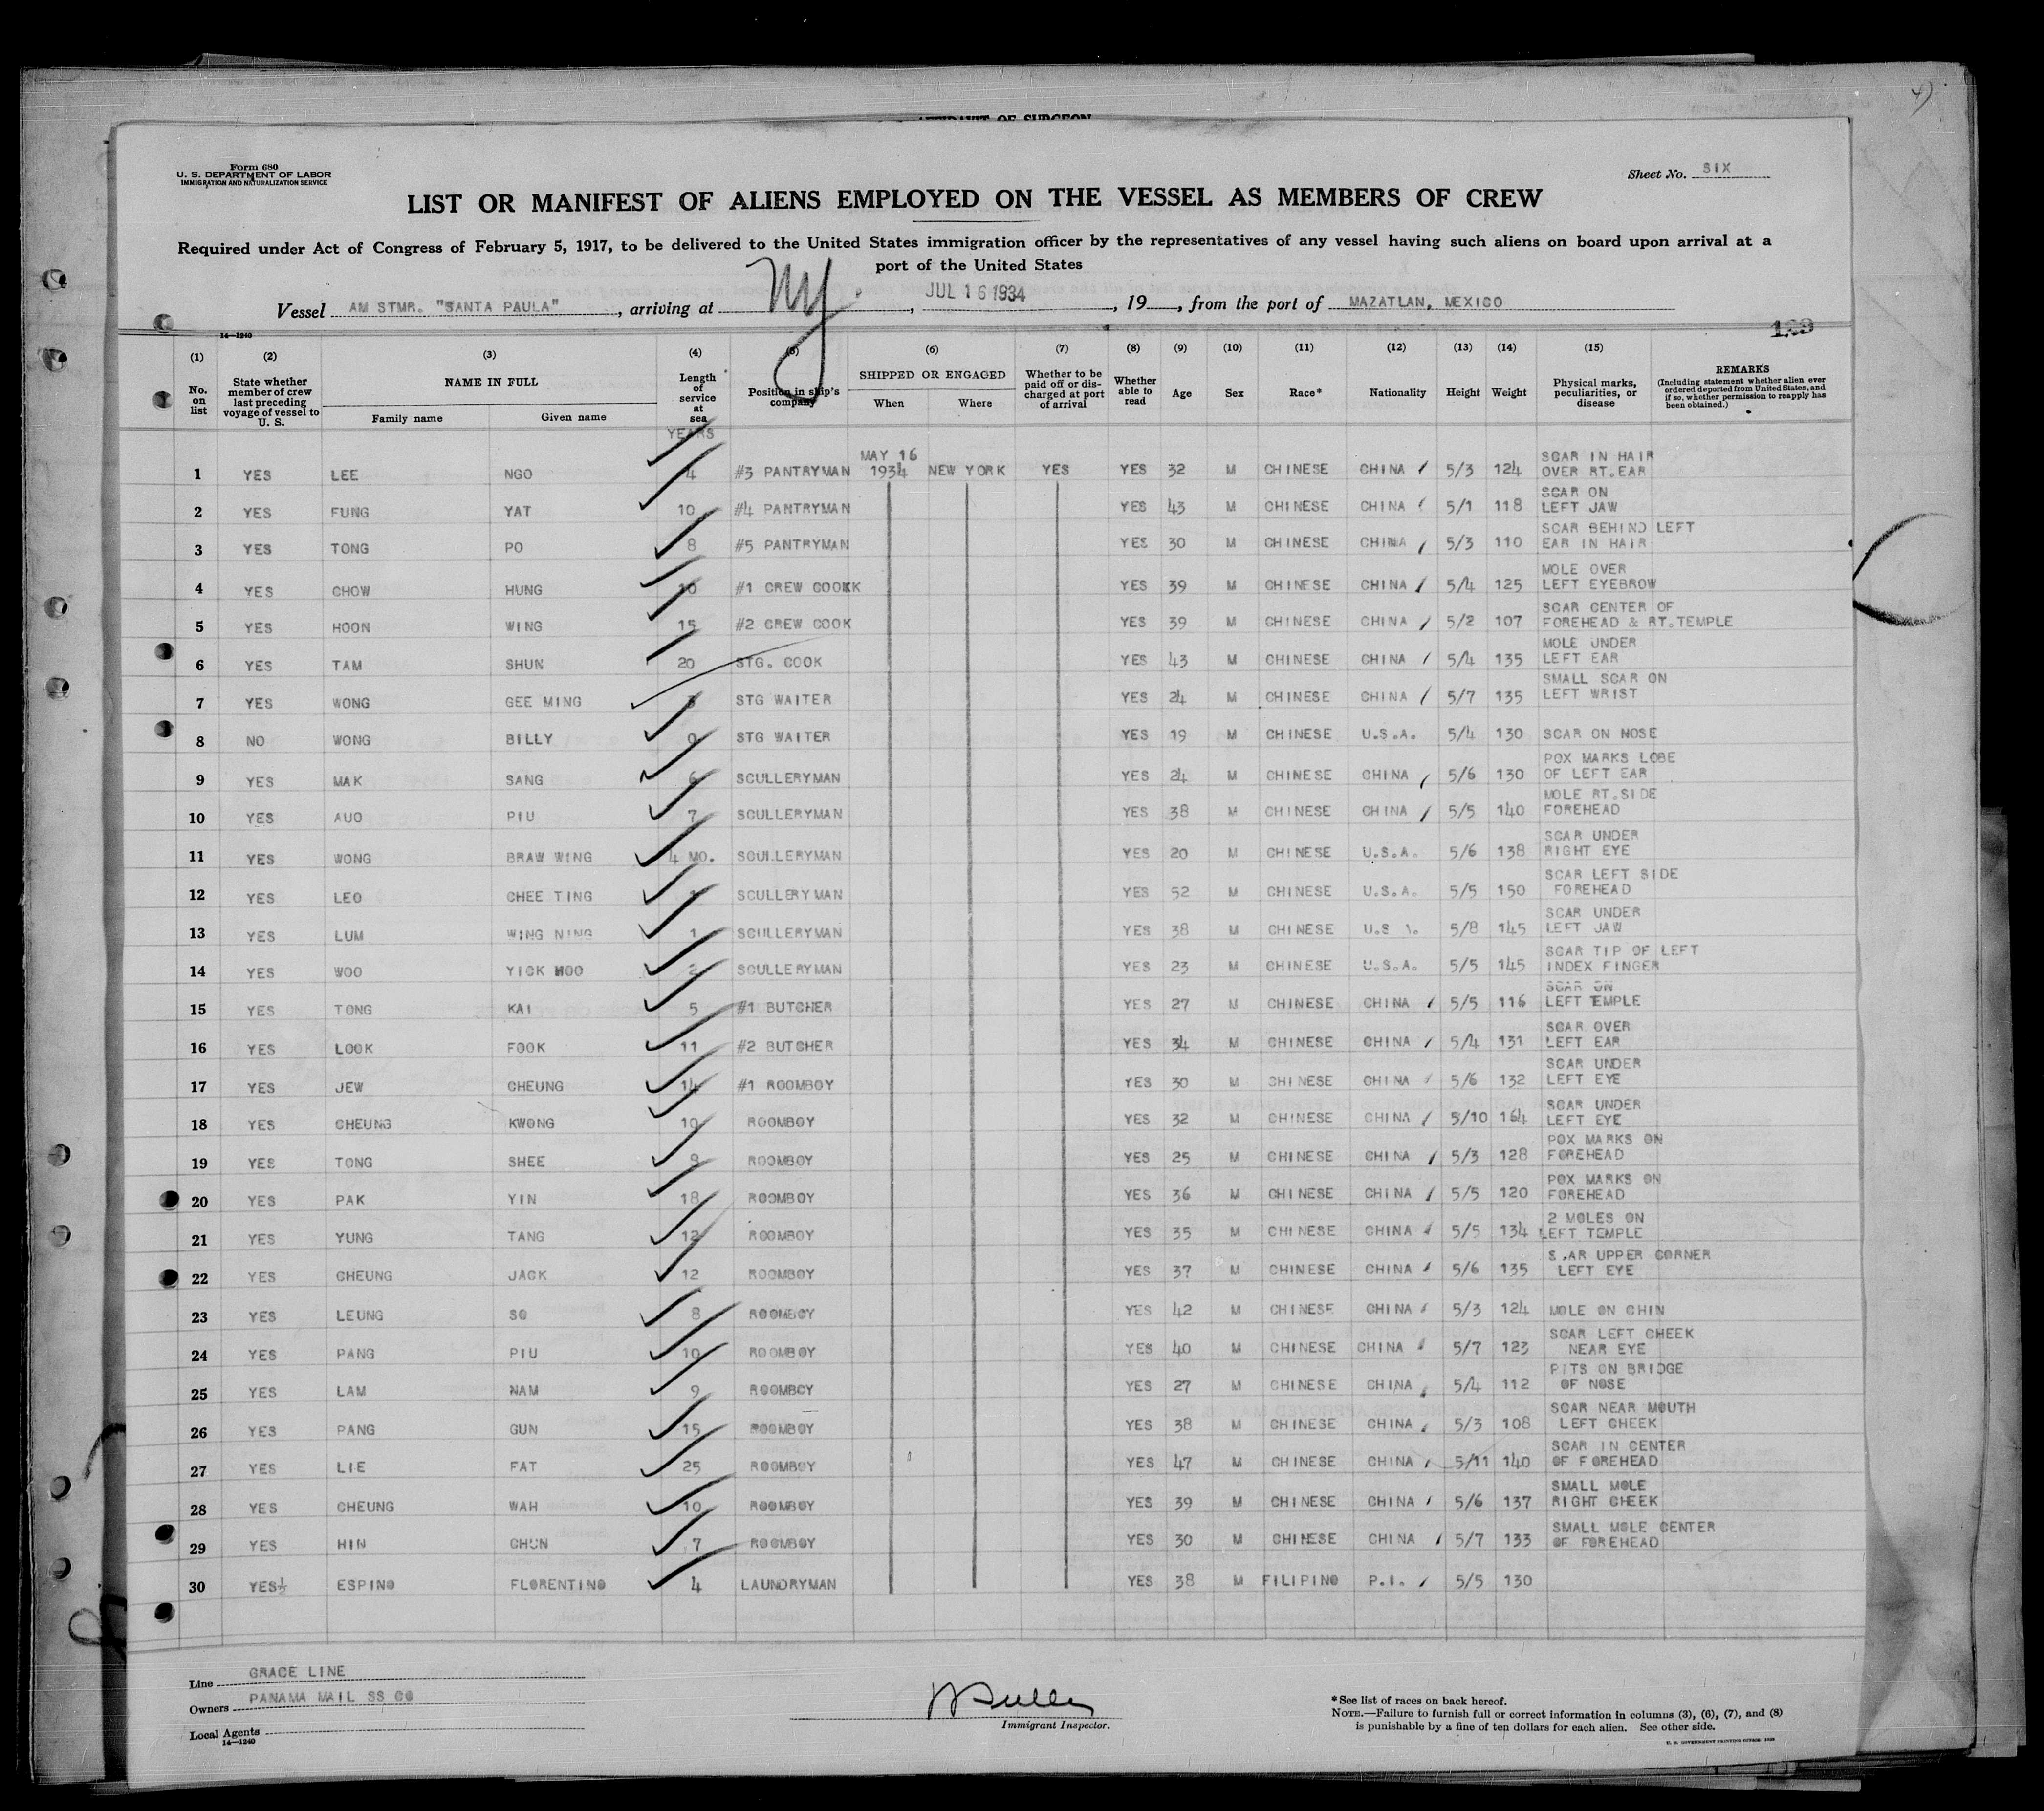 AFFIDAVIT OF SURGEON
Form 680
U. S. DEPARTMENT OF LABOR
IMMIGRATION AND NATURALIZATION SERVICE
Sheet No. SIX
LIST OR MANIFEST OF ALIENS EMPLOYED ON THE VESSEL AS MEMBERS OF CREW
Required under Act of Congress of February 5, 1917, to be delivered to the United States immigration officer by the representatives of any vessel having such aliens on board upon arrival at a
port of the United States
Vessel AM STMR. "SANTA PAULA", arriving at NY., JUL 16 1934, 19, from the port of MAZATLAN, MEXICO
14—1240
(1) (2) (3) (4) (5) (6) (7) (8) (9) (10) (11) (12) (13) (14) (15)
No. on list State whether member of crew last preceding voyage of vessel to U. S. NAME IN FULL Family name Given name Length of service at sea Position in ship's company SHIPPED OR ENGAGED When Where Whether to be paid off or discharged at port of arrival Whether able to read Age Sex Race* Nationality Height Weight Physical marks, peculiarities, or disease REMARKS (Including statement whether alien ever ordered deported from United States, and if so, whether permission to reapply has been obtained.)
YEARS
1 YES LEE NGO 4 #3 PANTRYMAN MAY 16 1934 NEW YORK YES YES 32 M CHINESE CHINA 5/3 124 SCAR IN HAIR OVER RT.EAR
2 YES FUNG YAT 10 #4 PANTRYMAN YES 43 M CHINESE CHINA 5/1 118 SCAR ON LEFT JAW
3 YES TONG PO 8 #5 PANTRYMAN YES 30 M CHINESE CHINA 5/3 110 SCAR BEHIND LEFT EAR IN HAIR
4 YES CHOW HUNG 10 #1 CREW COOKK YES 39 M CHINESE CHINA 5/4 125 MOLE OVER LEFT EYEBROW
5 YES HOON WING 15 #2 CREW COOK YES 39 M CHINESE CHINA 5/2 107 SCAR CENTER OF FOREHEAD & RT.TEMPLE
6 YES TAM SHUN 20 STG. COOK YES 43 M CHINESE CHINA 5/4 135 MOLE UNDER LEFT EAR
7 YES WONG GEE MING 3 STG WAITER YES 24 M CHINESE CHINA 5/7 135 SMALL SCAR ON LEFT WRIST
8 NO WONG BILLY 0 STG WAITER YES 19 M CHINESE U.S.A. 5/4 130 SCAR ON NOSE
9 YES MAK SANG 6 SCULLERYMAN YES 24 M CHINESE CHINA 5/6 130 POX MARKS LOBE OF LEFT EAR
10 YES AUO PIU 7 SCULLERYMAN YES 38 M CHINESE CHINA 5/5 140 MOLE RT.SIDE FOREHEAD
11 YES WONG BRAW WING 4 MO. SCULLERYMAN YES 20 M CHINESE U.S.A. 5/6 138 SCAR UNDER RIGHT EYE
12 YES LEO CHEE TING 1 SCULLERYMAN YES 52 M CHINESE U.S.A. 5/5 150 SCAR LEFT SIDE FOREHEAD
13 YES LUM WING NING 1 SCULLERYMAN YES 38 M CHINESE U.S 5/8 145 SCAR UNDER LEFT JAW
14 YES WOO YICK MOO 2 SCULLERYMAN YES 23 M CHINESE U.S.A. 5/5 145 SCAR TIP OF LEFT INDEX FINGER
15 YES TONG KAI 5 #1 BUTCHER YES 27 M CHINESE CHINA 5/5 116 SCAR ON LEFT TEMPLE
16 YES LOOK FOOK 11 #2 BUTCHER YES 34 M CHINESE CHINA 5/4 131 SCAR OVER LEFT EAR
17 YES JEW CHEUNG 14 #1 ROOMBOY YES 30 M CHINESE CHINA 5/6 132 SCAR UNDER LEFT EYE
18 YES CHEUNG KWONG 10 ROOMBOY YES 32 M CHINESE CHINA 5/10 164 SCAR UNDER LEFT EYE
19 YES TONG SHEE 8 ROOMBOY YES 25 M CHINESE CHINA 5/3 128 POX MARKS ON FOREHEAD
20 YES PAK YIN 18 ROOMBOY YES 36 M CHINESE CHINA 5/5 120 POX MARKS ON FOREHEAD
21 YES YUNG TANG 12 ROOMBOY YES 35 M CHINESE CHINA 5/5 134 2 MOLES ON LEFT TEMPLE
22 YES CHEUNG JACK 12 ROOMBOY YES 37 M CHINESE CHINA 5/6 135 S.AR UPPER CORNER LEFT EYE
23 YES LEUNG SO 8 ROOMBOY YES 42 M CHINESE CHINA 5/3 124 MOLE ON CHIN
24 YES PANG PIU 10 ROOMBOY YES 40 M CHINESE CHINA 5/7 123 SCAR LEFT CHEEK NEAR EYE
25 YES LAM NAM 9 ROOMBOY YES 27 M CHINESE CHINA 5/4 112 PITS ON BRIDGE OF NOSE
26 YES PANG GUN 15 ROOMBOY YES 38 M CHINESE CHINA 5/3 108 SCAR NEAR MOUTH LEFT CHEEK
27 YES LIE FAT 25 ROOMBOY YES 47 M CHINESE CHINA 5/11 140 SCAR IN CENTER OF FOREHEAD
28 YES CHEUNG WAH 10 ROOMBOY YES 39 M CHINESE CHINA 5/6 137 SMALL MOLE RIGHT CHEEK
29 YES HIN CHUN 7 ROOMBOY YES 30 M CHINESE CHINA 5/7 133 SMALL MOLE CENTER OF FOREHEAD
30 YES ESPINO FLORENTINO 4 LAUNDRYMAN YES 38 M FILIPINO P.I. 5/5 130
Line GRACE LINE
Owners PANAMA MAIL SS CO
Local Agents
14—1240
Immigrant Inspector.
*See list of races on back hereof.
NOTE.—Failure to furnish full or correct information in columns (3), (6), (7), and (8)
is punishable by a fine of ten dollars for each alien. See other side.